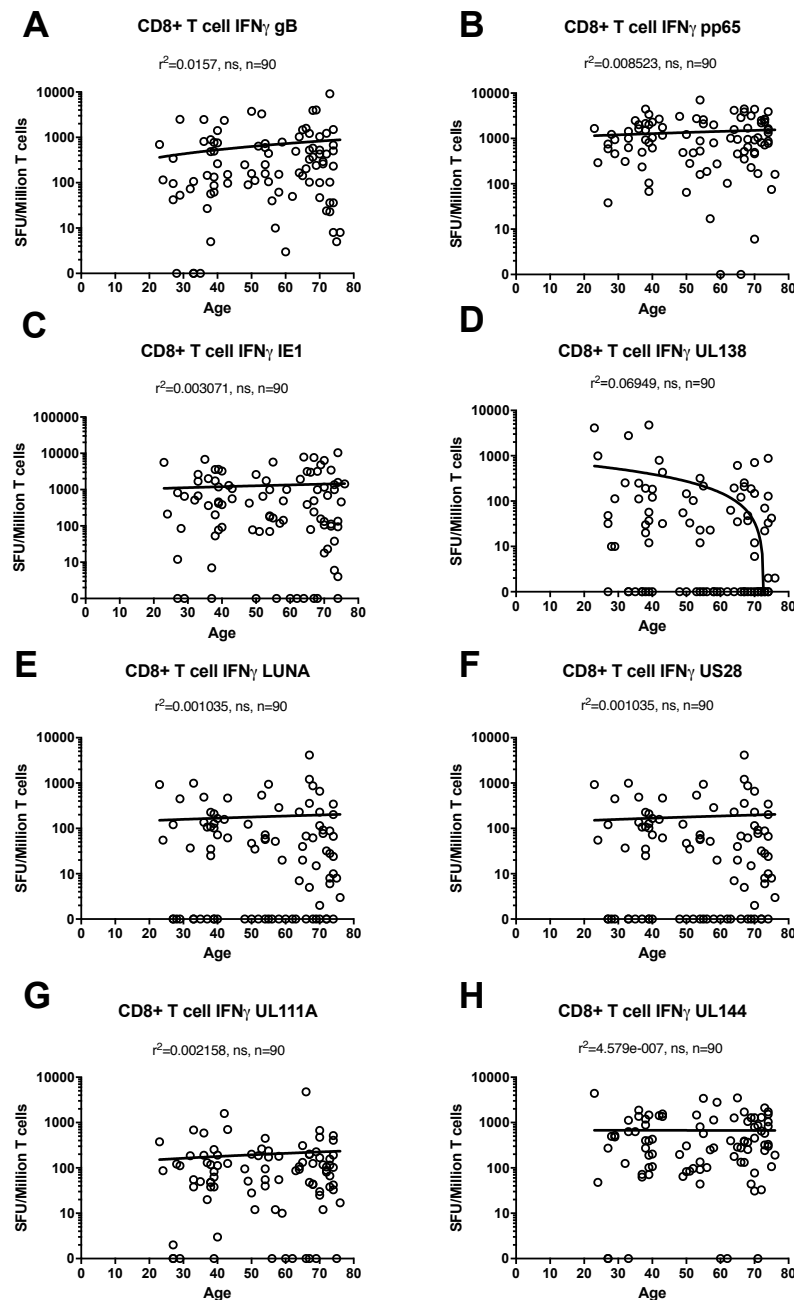 A
CD8+ T cell IFNγ gB
r²=0.0157, ns, n=90
SFU/Million T cells
10000
1000
100
10
0
0 10 20 30 40 50 60 70 80
Age
B
CD8+ T cell IFNγ pp65
r²=0.008523, ns, n=90
SFU/Million T cells
10000
1000
100
10
0
0 10 20 30 40 50 60 70 80
Age
C
CD8+ T cell IFNγ IE1
r²=0.003071, ns, n=90
SFU/Million T cells
100000
10000
1000
100
10
0
0 10 20 30 40 50 60 70 80
Age
D
CD8+ T cell IFNγ UL138
r²=0.06949, ns, n=90
SFU/Million T cells
10000
1000
100
10
0
0 10 20 30 40 50 60 70 80
Age
E
CD8+ T cell IFNγ LUNA
r²=0.001035, ns, n=90
SFU/Million T cells
10000
1000
100
10
0
0 10 20 30 40 50 60 70 80
Age
F
CD8+ T cell IFNγ US28
r²=0.001035, ns, n=90
SFU/Million T cells
10000
1000
100
10
0
0 10 20 30 40 50 60 70 80
Age
G
CD8+ T cell IFNγ UL111A
r²=0.002158, ns, n=90
SFU/Million T cells
10000
1000
100
10
0
0 10 20 30 40 50 60 70 80
Age
H
CD8+ T cell IFNγ UL144
r²=4.579e-007, ns, n=90
SFU/Million T cells
10000
1000
100
10
0
0 10 20 30 40 50 60 70 80
Age